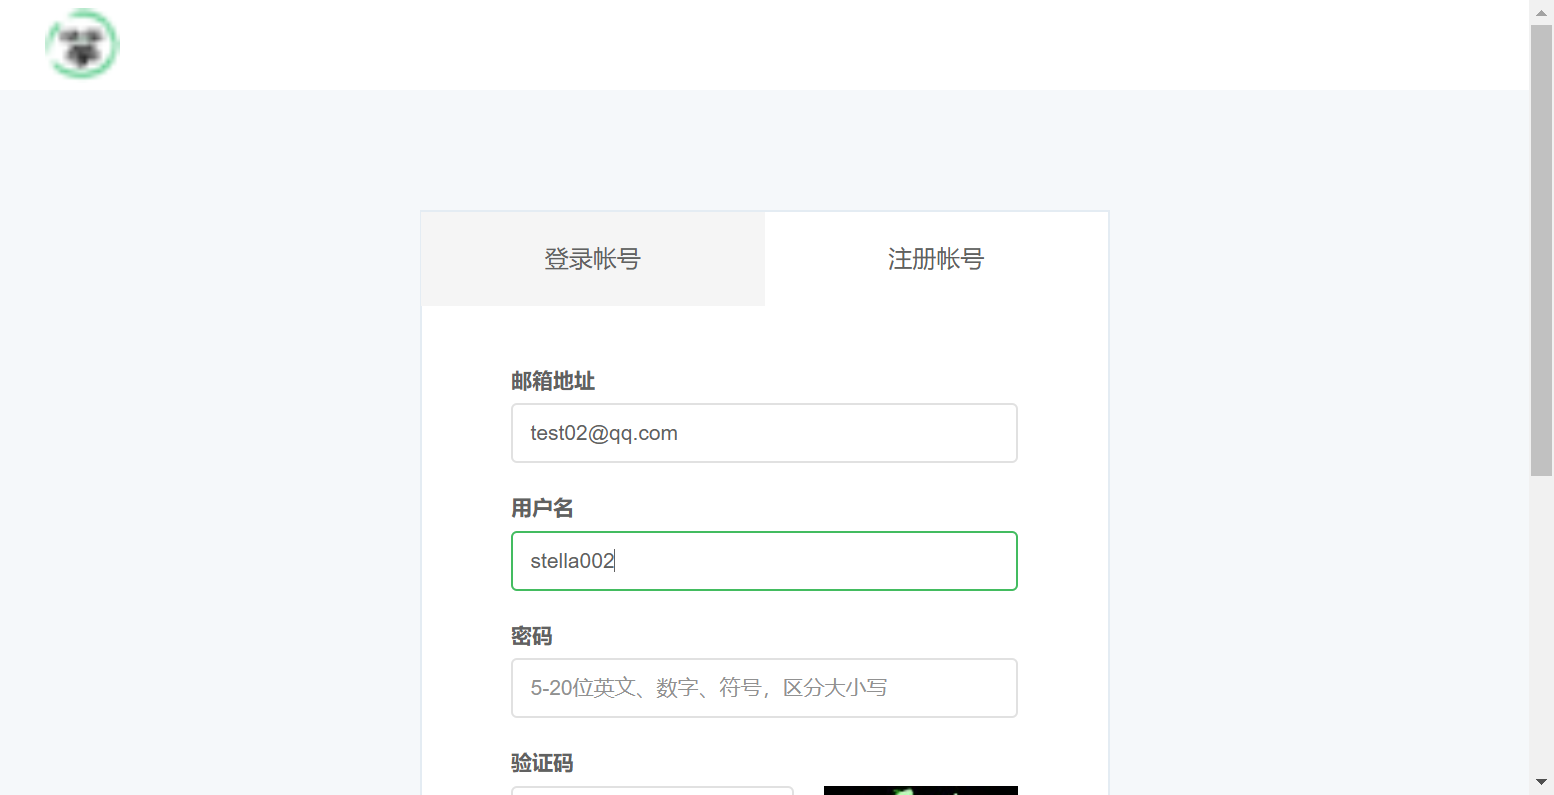 登录帐号 注册帐号
邮箱地址
test02@qq.com
用户名
stella002
密码
5-20位英文、数字、符号，区分大小写
验证码